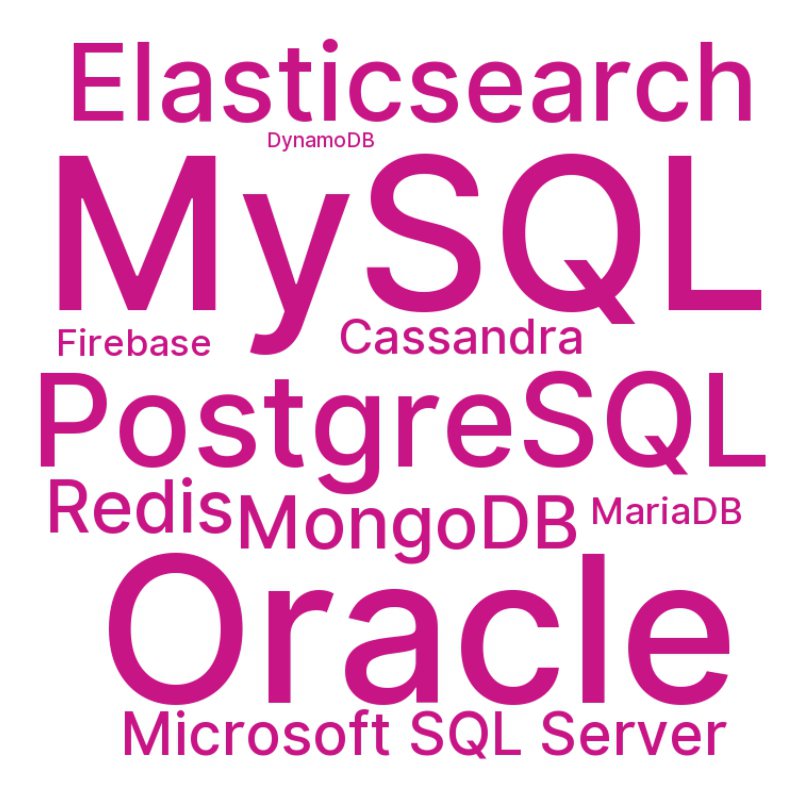 Elasticsearch
DynamoDB
MySQL
Firebase
Cassandra
PostgreSQL
Redis
MongoDB
MariaDB
Oracle
Microsoft SQL Server